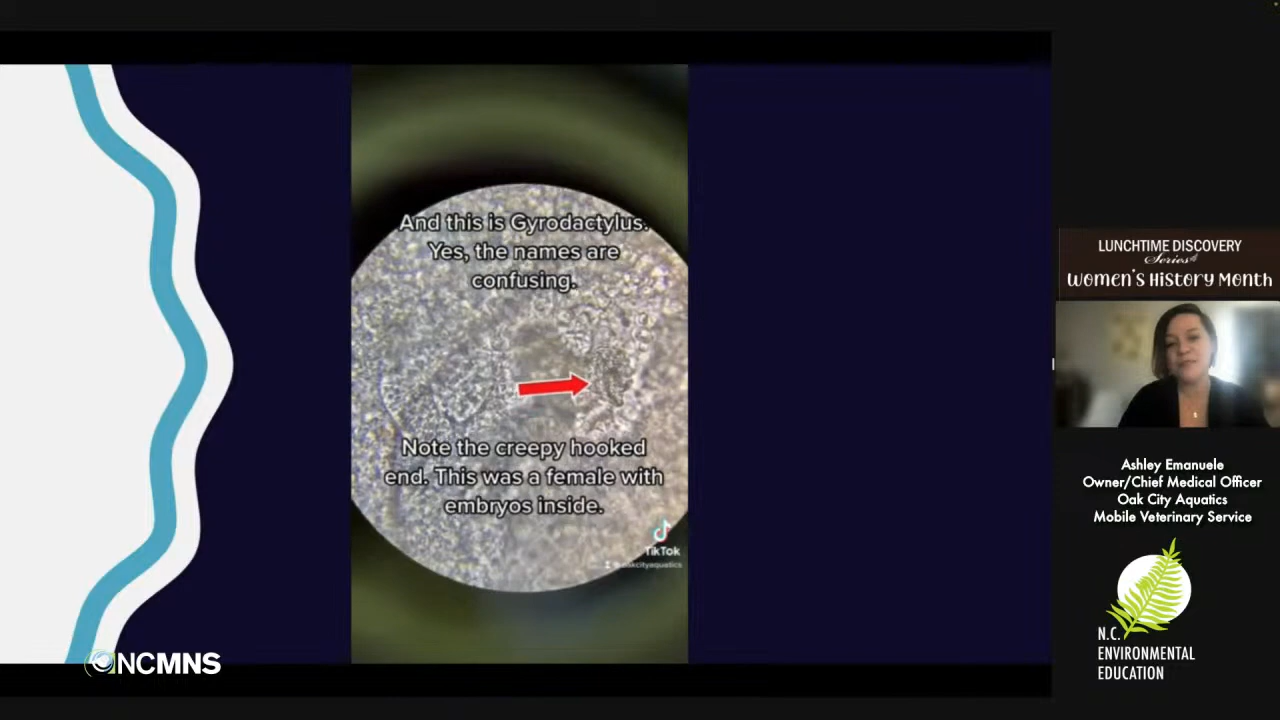 And this is Gyrodactylus.
Yes, the names are
confusing.
Note the creepy hooked
end. This was a female with
embryos inside.
TikTok
@oakcityaquatics
NCMNS
LUNCHTIME DISCOVERY
Series
WOMEN'S HISTORY MONTH
Ashley Emanuele
Owner/Chief Medical Officer
Oak City Aquatics
Mobile Veterinary Service
N.C.
ENVIRONMENTAL
EDUCATION